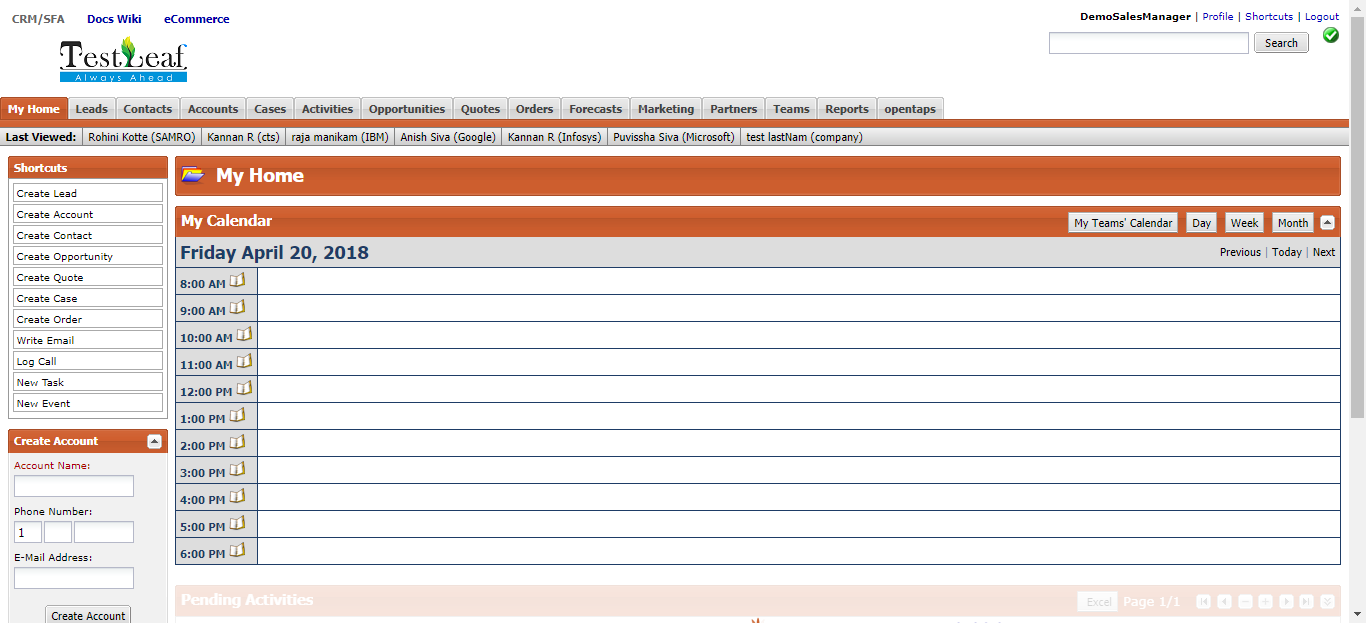 CRM/SFA Docs Wiki eCommerce
DemoSalesManager | Profile | Shortcuts | Logout
Search
TestLeaf
Always Ahead
My Home Leads Contacts Accounts Cases Activities Opportunities Quotes Orders Forecasts Marketing Partners Teams Reports opentaps
Last Viewed: Rohini Kotte (SAMRO) Kannan R (cts) raja manikam (IBM) Anish Siva (Google) Kannan R (Infosys) Puvissha Siva (Microsoft) test lastNam (company)
Shortcuts
Create Lead
Create Account
Create Contact
Create Opportunity
Create Quote
Create Case
Create Order
Write Email
Log Call
New Task
New Event
Create Account
Account Name:
Phone Number:
1
E-Mail Address:
Create Account
My Home
My Calendar
My Teams' Calendar Day Week Month
Friday April 20, 2018
Previous | Today | Next
8:00 AM
9:00 AM
10:00 AM
11:00 AM
12:00 PM
1:00 PM
2:00 PM
3:00 PM
4:00 PM
5:00 PM
6:00 PM
Pending Activities
Excel Page 1/1